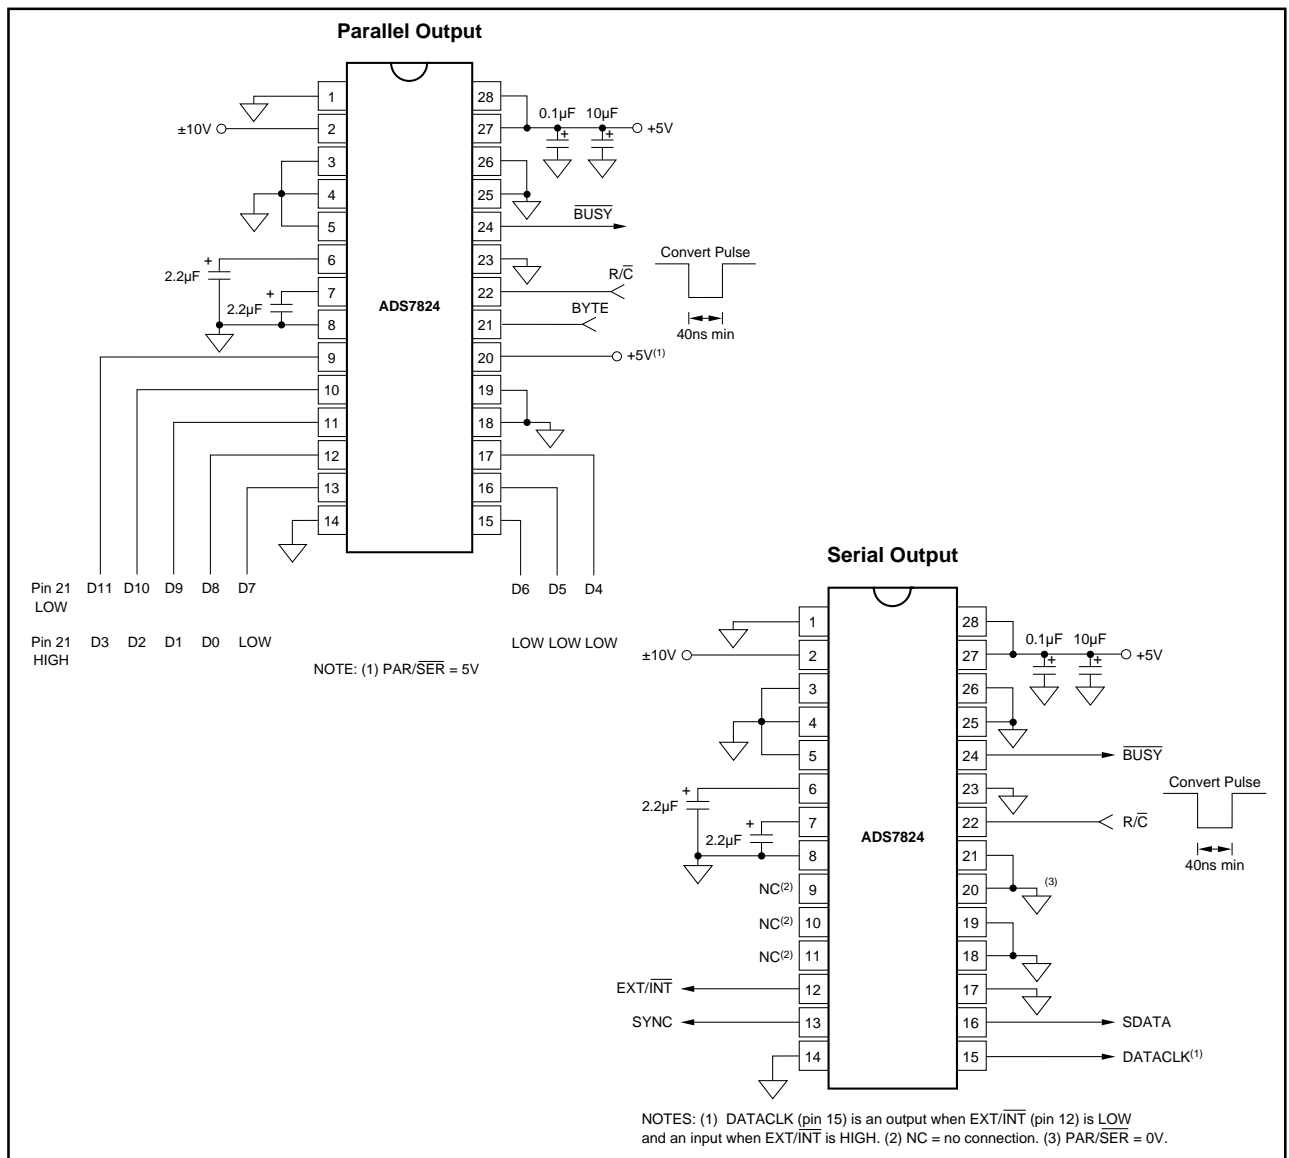 Parallel Output
1
2
3
4
5
6
7
8
9
10
11
12
13
14
28
27
26
25
24
23
22
21
20
19
18
17
16
15
ADS7824
±10V
2.2µF
+
2.2µF
+
0.1µF
+
10µF
+
+5V
BUSY
R/C
BYTE
+5V(1)
Convert Pulse
40ns min
Pin 21 LOW D11 D10 D9 D8 D7 D6 D5 D4
Pin 21 HIGH D3 D2 D1 D0 LOW LOW LOW LOW
NOTE: (1) PAR/SER = 5V
Serial Output
1
2
3
4
5
6
7
8
9
10
11
12
13
14
28
27
26
25
24
23
22
21
20
19
18
17
16
15
ADS7824
±10V
2.2µF
+
2.2µF
+
NC(2)
NC(2)
NC(2)
EXT/INT
SYNC
0.1µF
+
10µF
+
+5V
BUSY
R/C
(3)
SDATA
DATACLK(1)
Convert Pulse
40ns min
NOTES: (1) DATACLK (pin 15) is an output when EXT/INT (pin 12) is LOW
and an input when EXT/INT is HIGH. (2) NC = no connection. (3) PAR/SER = 0V.